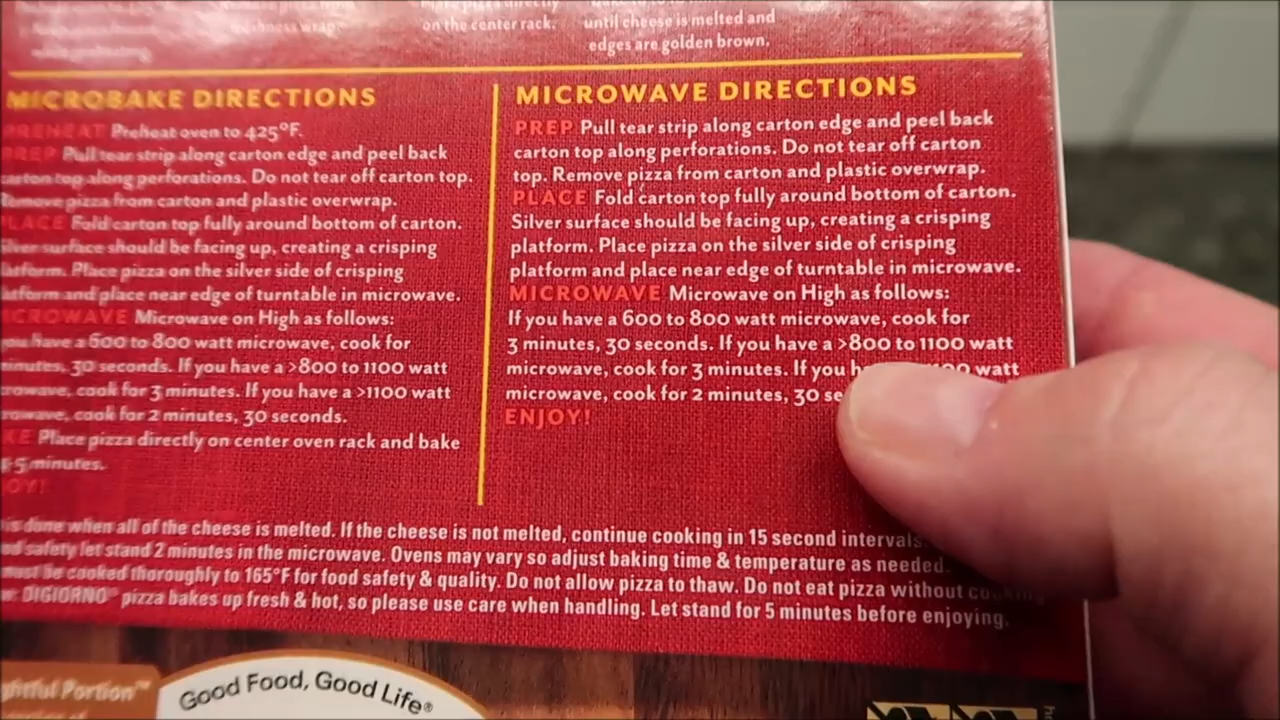 on the center rack.
until cheese is melted and
edges are golden brown.
MICROBAKE DIRECTIONS
PREHEAT Preheat oven to 425°F.
PREP Pull tear strip along carton edge and peel back
carton top along perforations. Do not tear off carton top.
Remove pizza from carton and plastic overwrap.
PLACE Fold carton top fully around bottom of carton.
Silver surface should be facing up, creating a crisping
platform. Place pizza on the silver side of crisping
platform and place near edge of turntable in microwave.
MICROWAVE Microwave on High as follows:
you have a 600 to 800 watt microwave, cook for
minutes, 30 seconds. If you have a >800 to 1100 watt
microwave, cook for 3 minutes. If you have a >1100 watt
microwave, cook for 2 minutes, 30 seconds.
Place pizza directly on center oven rack and bake
5 minutes.
MICROWAVE DIRECTIONS
PREP Pull tear strip along carton edge and peel back
carton top along perforations. Do not tear off carton
top. Remove pizza from carton and plastic overwrap.
PLACE Fold carton top fully around bottom of carton.
Silver surface should be facing up, creating a crisping
platform. Place pizza on the silver side of crisping
platform and place near edge of turntable in microwave.
MICROWAVE Microwave on High as follows:
If you have a 600 to 800 watt microwave, cook for
3 minutes, 30 seconds. If you have a >800 to 1100 watt
microwave, cook for 3 minutes. If you watt
microwave, cook for 2 minutes, 30
ENJOY!
is done when all of the cheese is melted. If the cheese is not melted, continue cooking in 15 second intervals.
food safety let stand 2 minutes in the microwave. Ovens may vary so adjust baking time & temperature as needed.
must be cooked thoroughly to 165°F for food safety & quality. Do not allow pizza to thaw. Do not eat pizza without cooking.
DIGIORNO® pizza bakes up fresh & hot, so please use care when handling. Let stand for 5 minutes before enjoying.
Portion™
Good Food, Good Life®